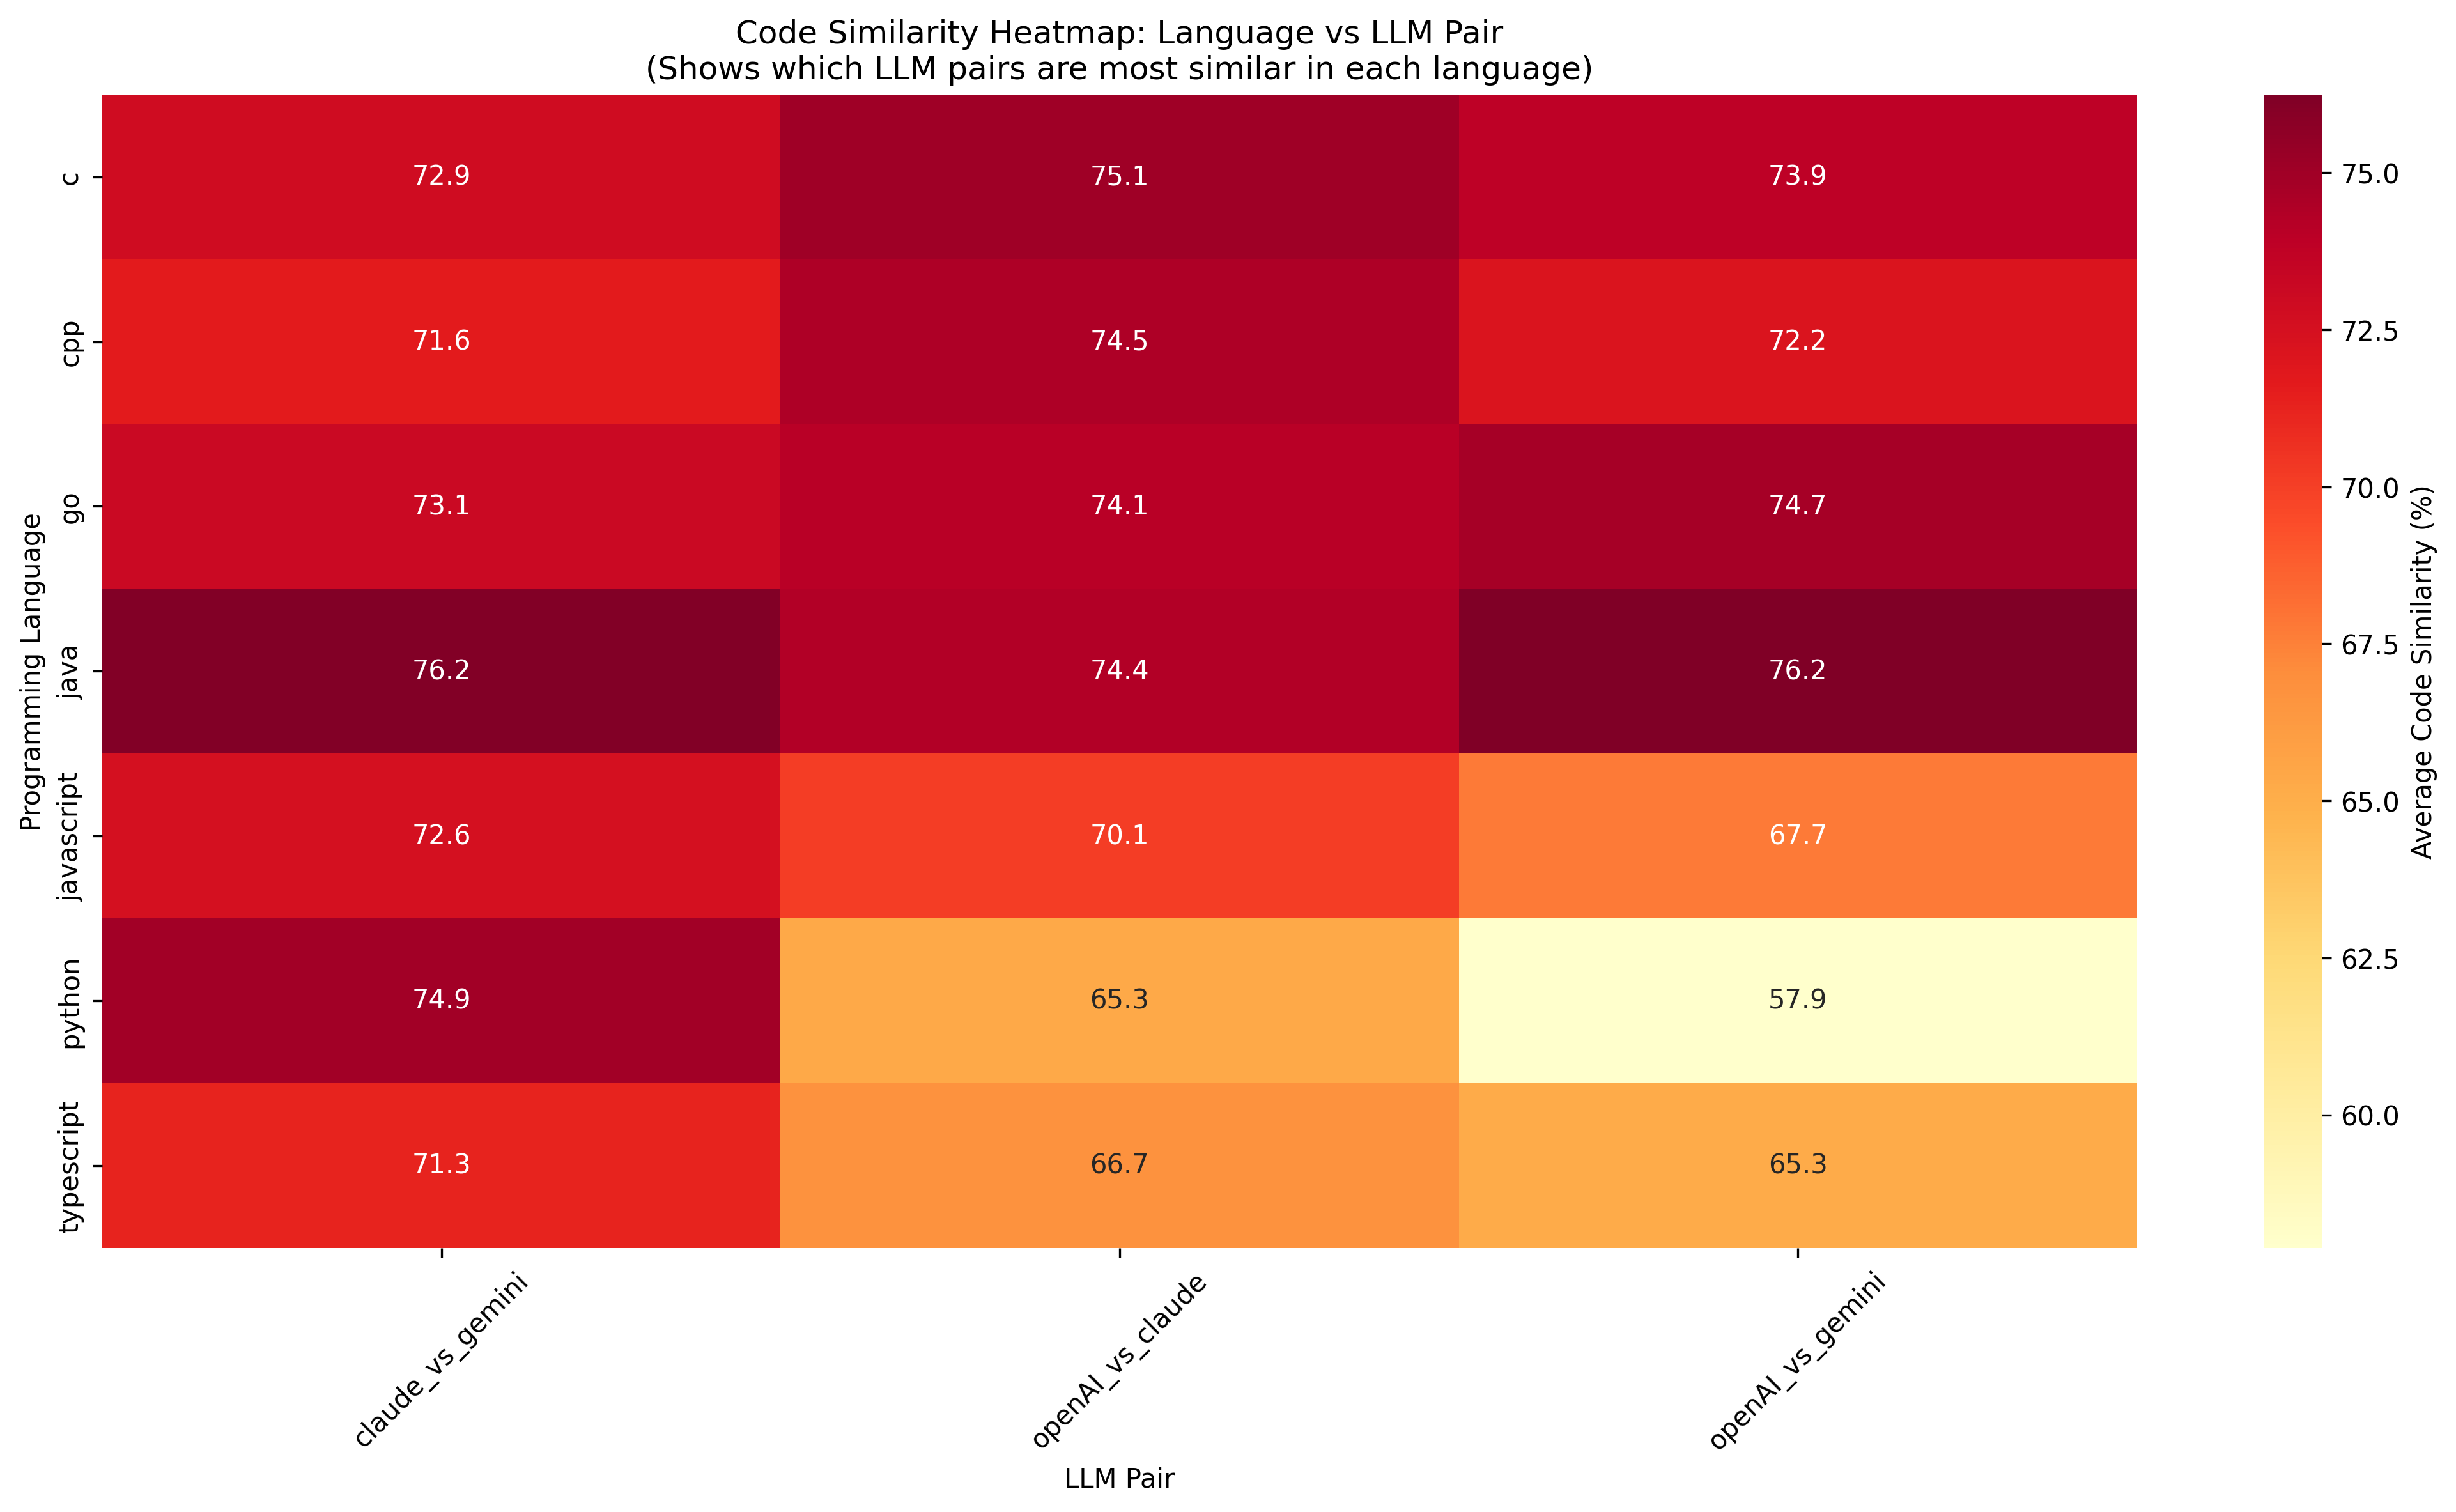 Code Similarity Heatmap: Language vs LLM Pair
(Shows which LLM pairs are most similar in each language)
Programming Language
c
72.9
75.1
73.9
cpp
71.6
74.5
72.2
go
73.1
74.1
74.7
java
76.2
74.4
76.2
javascript
72.6
70.1
67.7
python
74.9
65.3
57.9
typescript
71.3
66.7
65.3
claude_vs_gemini
openAI_vs_claude
openAI_vs_gemini
LLM Pair
75.0
72.5
70.0
67.5
65.0
62.5
60.0
Average Code Similarity (%)